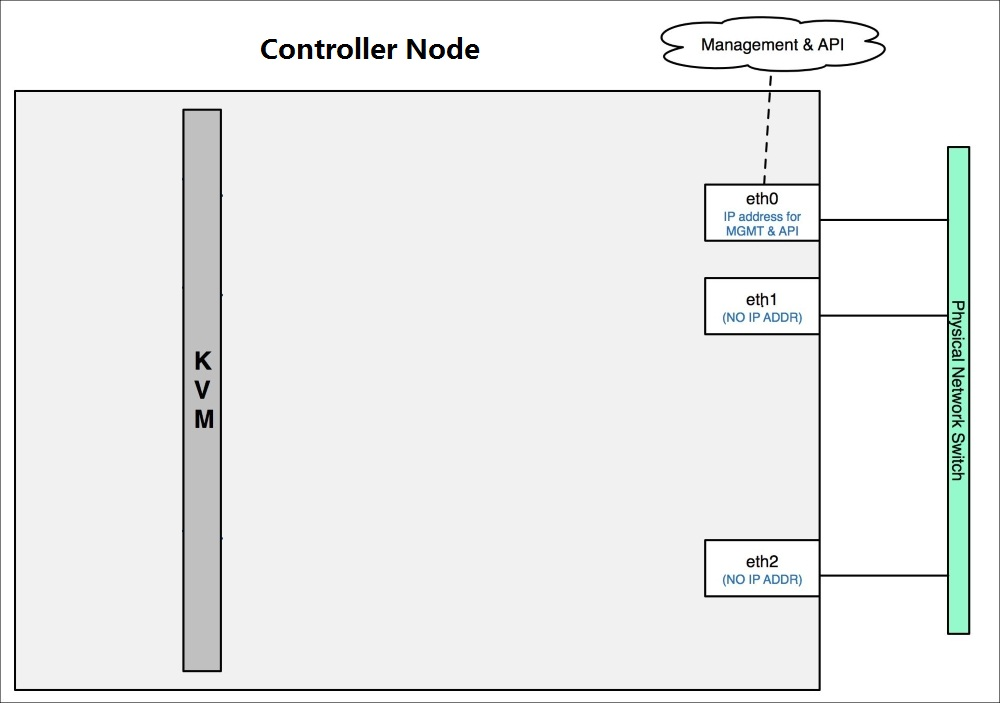 Controller Node
Management & API
eth0
IP address for
MGMT & API
eth1
(NO IP ADDR)
K
V
M
Physical Network Switch
eth2
(NO IP ADDR)